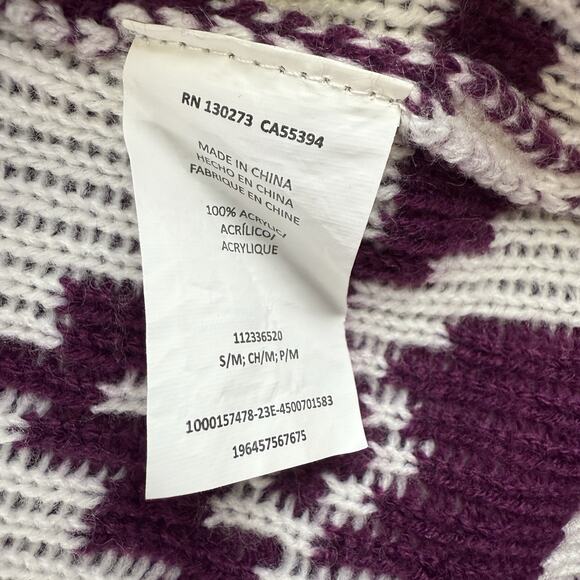 RN 130273 CA55394
MADE IN CHINA
HECHO EN CHINA
FABRIQUE EN CHINE
100% ACRYLIC/
ACRÍLICO/
ACRYLIQUE
112336520
S/M; CH/M; P/M
1000157478-23E-4500701583
196457567675